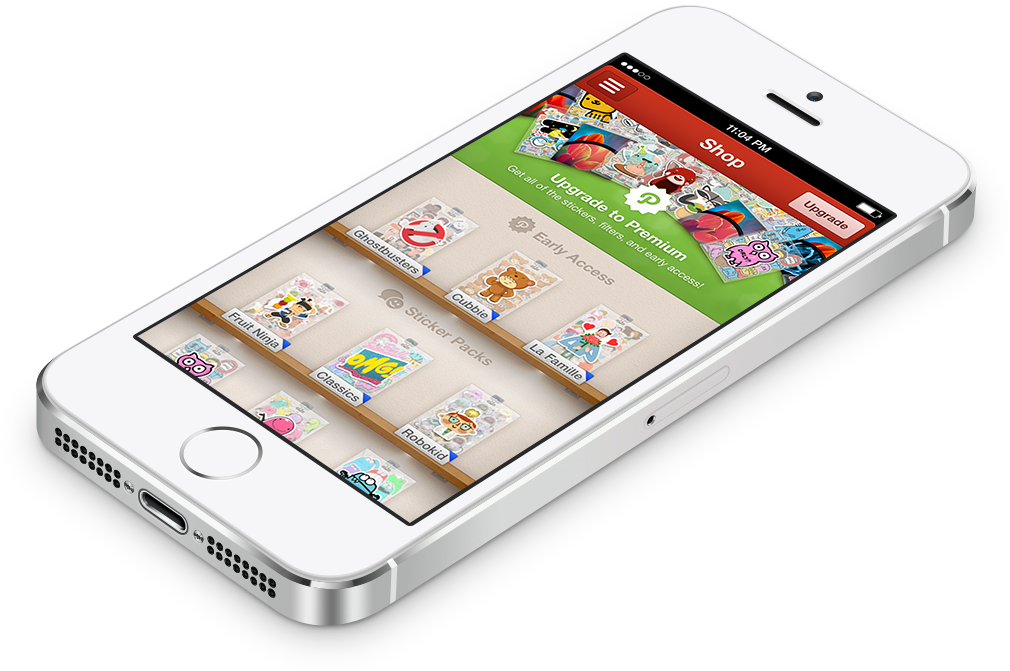 11:04 PM
Shop
Upgrade
Upgrade to Premium
Get all of the stickers, filters, and early access!
Early Access
Ghostbusters
Cubbie
La Famille
Sticker Packs
Fruit Ninja
OMG!
Classics
Robokid